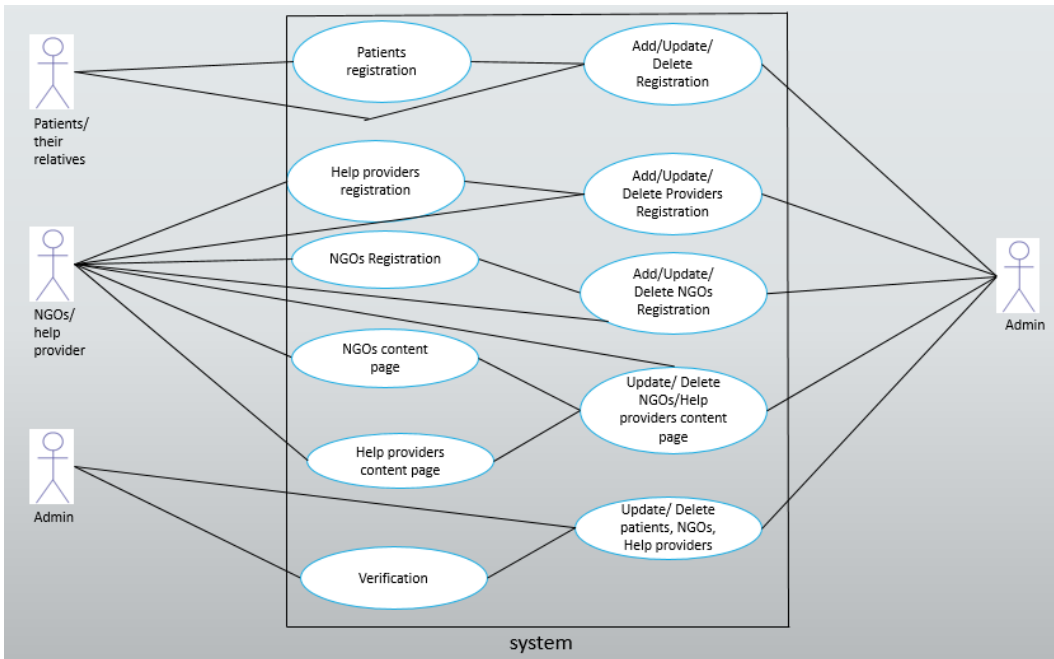 Patients/
their
relatives
Patients
registration
Add/Update/
Delete
Registration
Help providers
registration
Add/Update/
Delete Providers
Registration
NGOs/
help
provider
NGOs Registration
Add/Update/
Delete NGOs
Registration
Admin
NGOs content
page
Update/ Delete
NGOs/Help
providers content
page
Help providers
content page
Admin
Update/ Delete
patients, NGOs,
Help providers
Verification
system